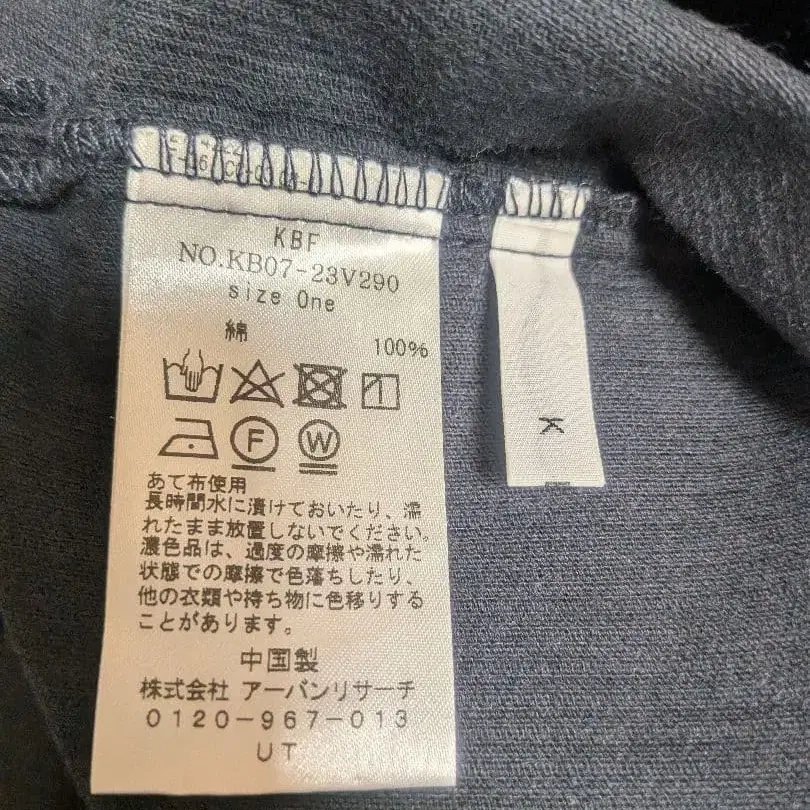 KBF
NO.KB07-23V290
size One
綿 100%
F W
あて布使用
長時間水に漬けておいたり、濡
れたまま放置しないでください。
濃色品は、過度の摩擦や濡れた
状態での摩擦で色落ちしたり、
他の衣類や持ち物に色移りする
ことがあります。
中国製
株式会社 アーバンリサーチ
0120-967-013
UT
K